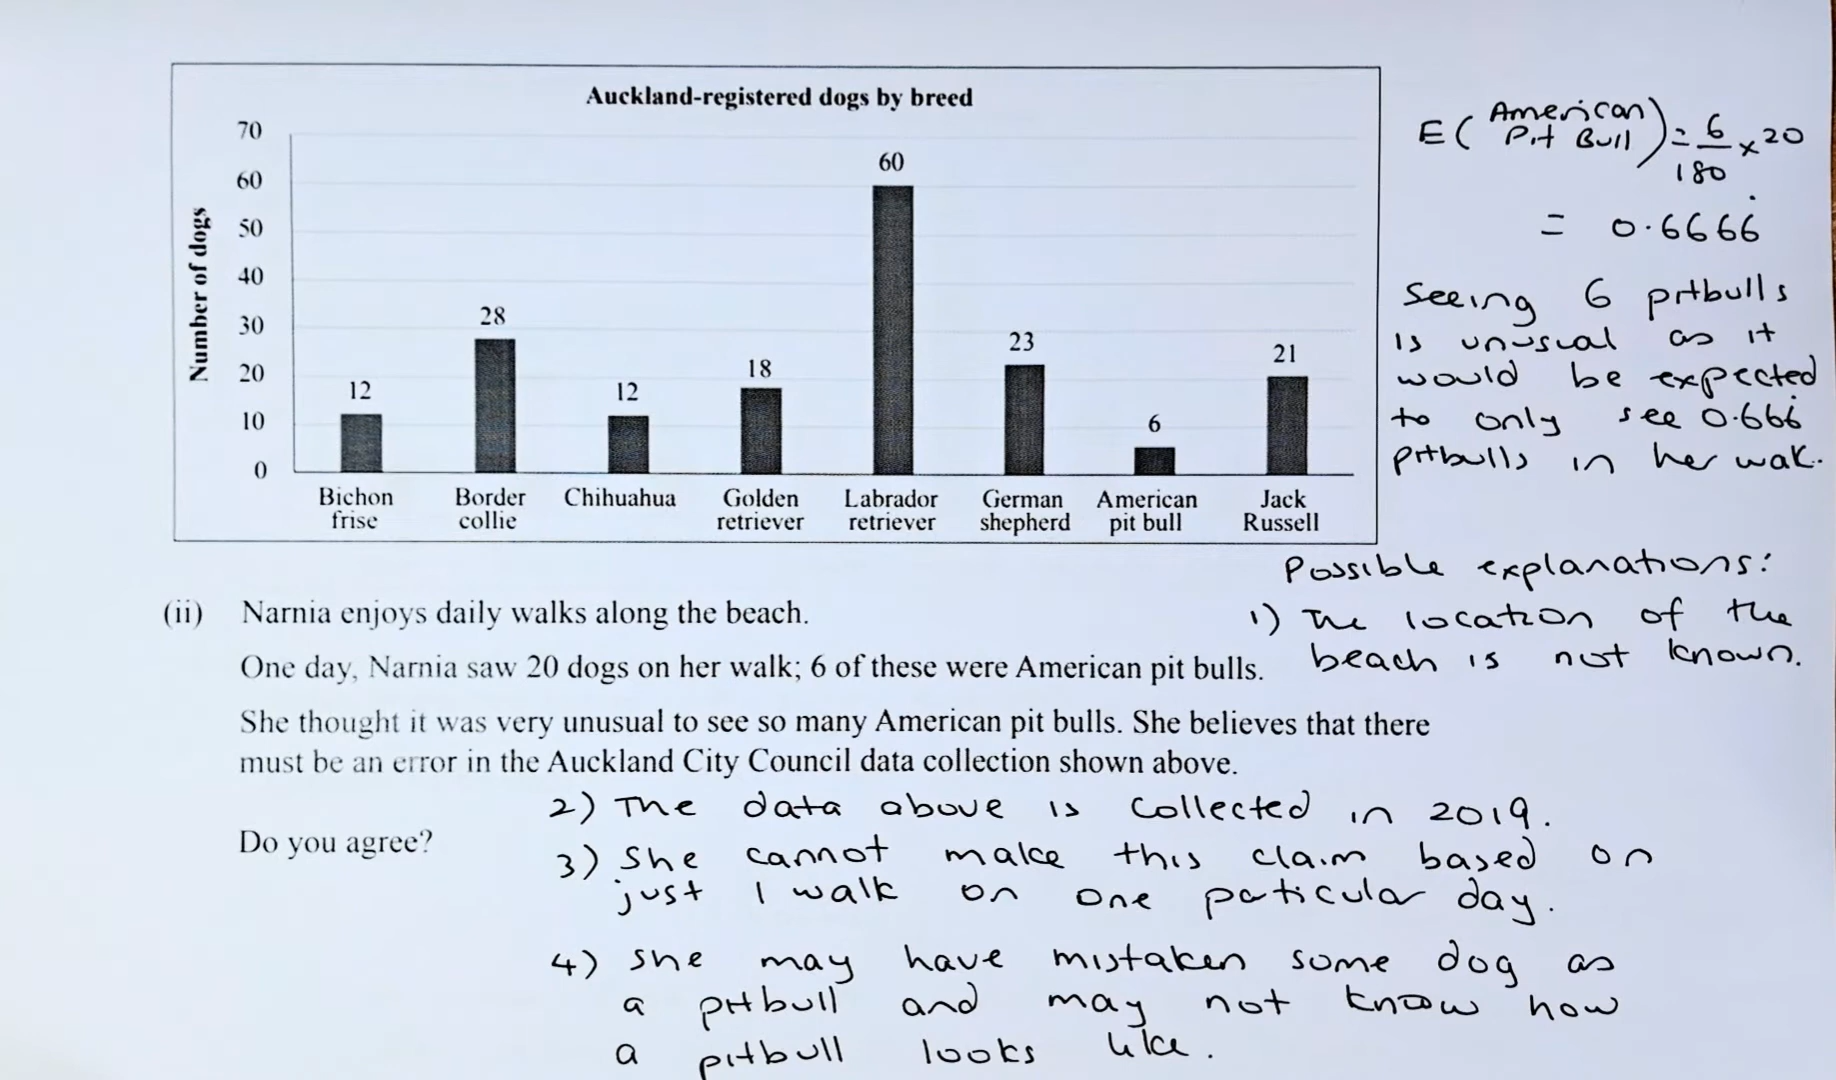 Auckland-registered dogs by breed
Number of dogs
70
60
50
40
30
20
10
0
12
28
12
18
60
23
6
21
Bichon frise
Border collie
Chihuahua
Golden retriever
Labrador retriever
German shepherd
American pit bull
Jack Russell
E(American Pit Bull) = 6/180 × 20
= 0.6666̇
Seeing 6 pitbulls
is unusual as it
would be expected
to only see 0.666̇
pitbulls in her wak.
Possible explanations:
(ii) Narnia enjoys daily walks along the beach.
1) The location of the
beach is not known.
One day, Narnia saw 20 dogs on her walk; 6 of these were American pit bulls.
She thought it was very unusual to see so many American pit bulls. She believes that there
must be an error in the Auckland City Council data collection shown above.
Do you agree?
2) The data above is collected in 2019.
3) She cannot make this claim based on
just 1 walk on one particular day.
4) she may have mistaken some dog as
a pitbull and may not know how
a pitbull looks like.